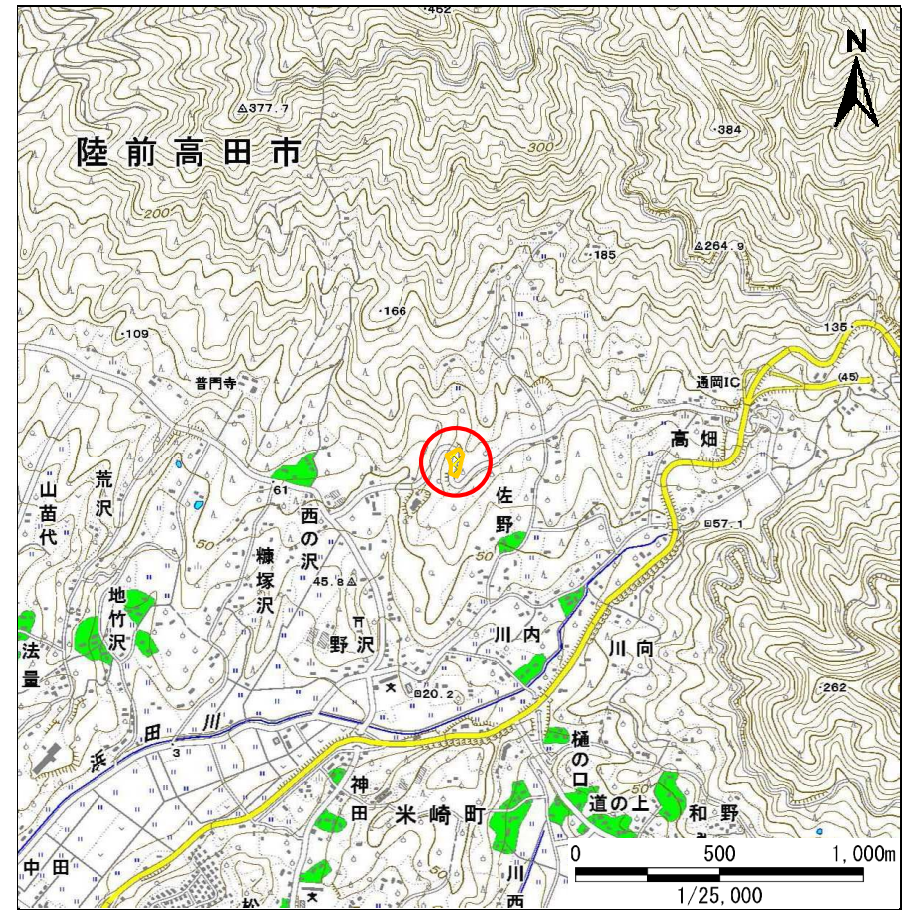 462
N
377.7
384
陸前高田市
300
200
264.9
185
166
109
135
普門寺
通岡IC
(45)
高畑
61
荒沢
山苗代
佐野
西の沢
50
57.1
50
糠塚沢
45.8
地竹沢
川内
野沢
川向
法量
20.2
262
浜田川
3
樋の口
50
神田
米崎町
道の上
和野
中田
川西
0 500 1,000m
1/25,000